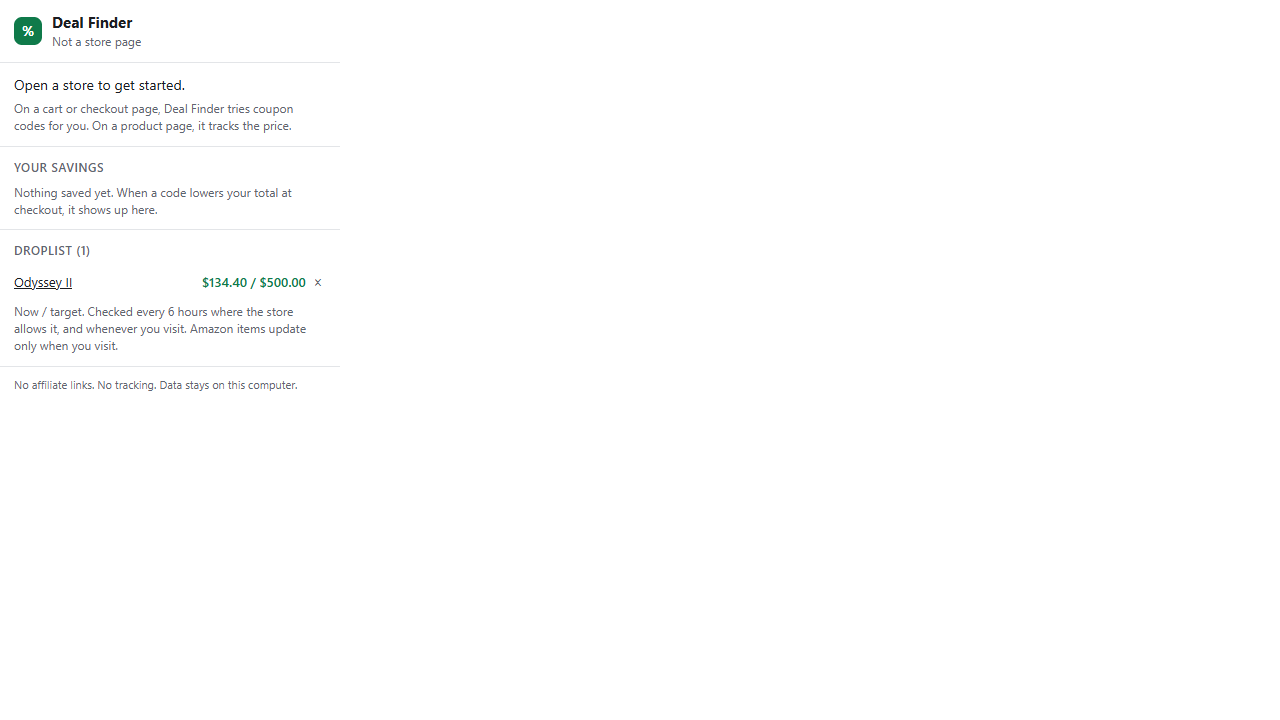 %
Deal Finder
Not a store page
Open a store to get started.
On a cart or checkout page, Deal Finder tries coupon
codes for you. On a product page, it tracks the price.
YOUR SAVINGS
Nothing saved yet. When a code lowers your total at
checkout, it shows up here.
DROPLIST (1)
Odyssey II $134.40 / $500.00 ×
Now / target. Checked every 6 hours where the store
allows it, and whenever you visit. Amazon items update
only when you visit.
No affiliate links. No tracking. Data stays on this computer.